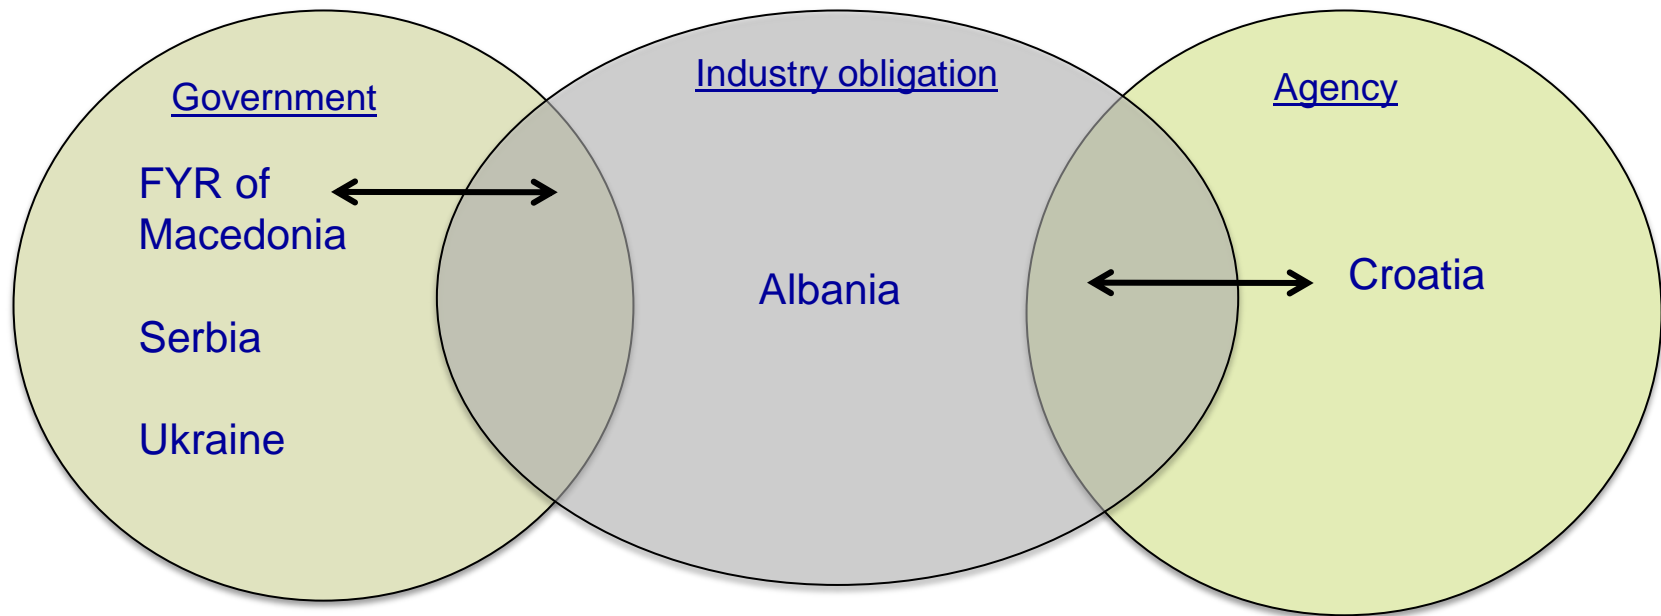 Government
FYR of
Macedonia
Serbia
Ukraine
Industry obligation
Albania
Agency
Croatia